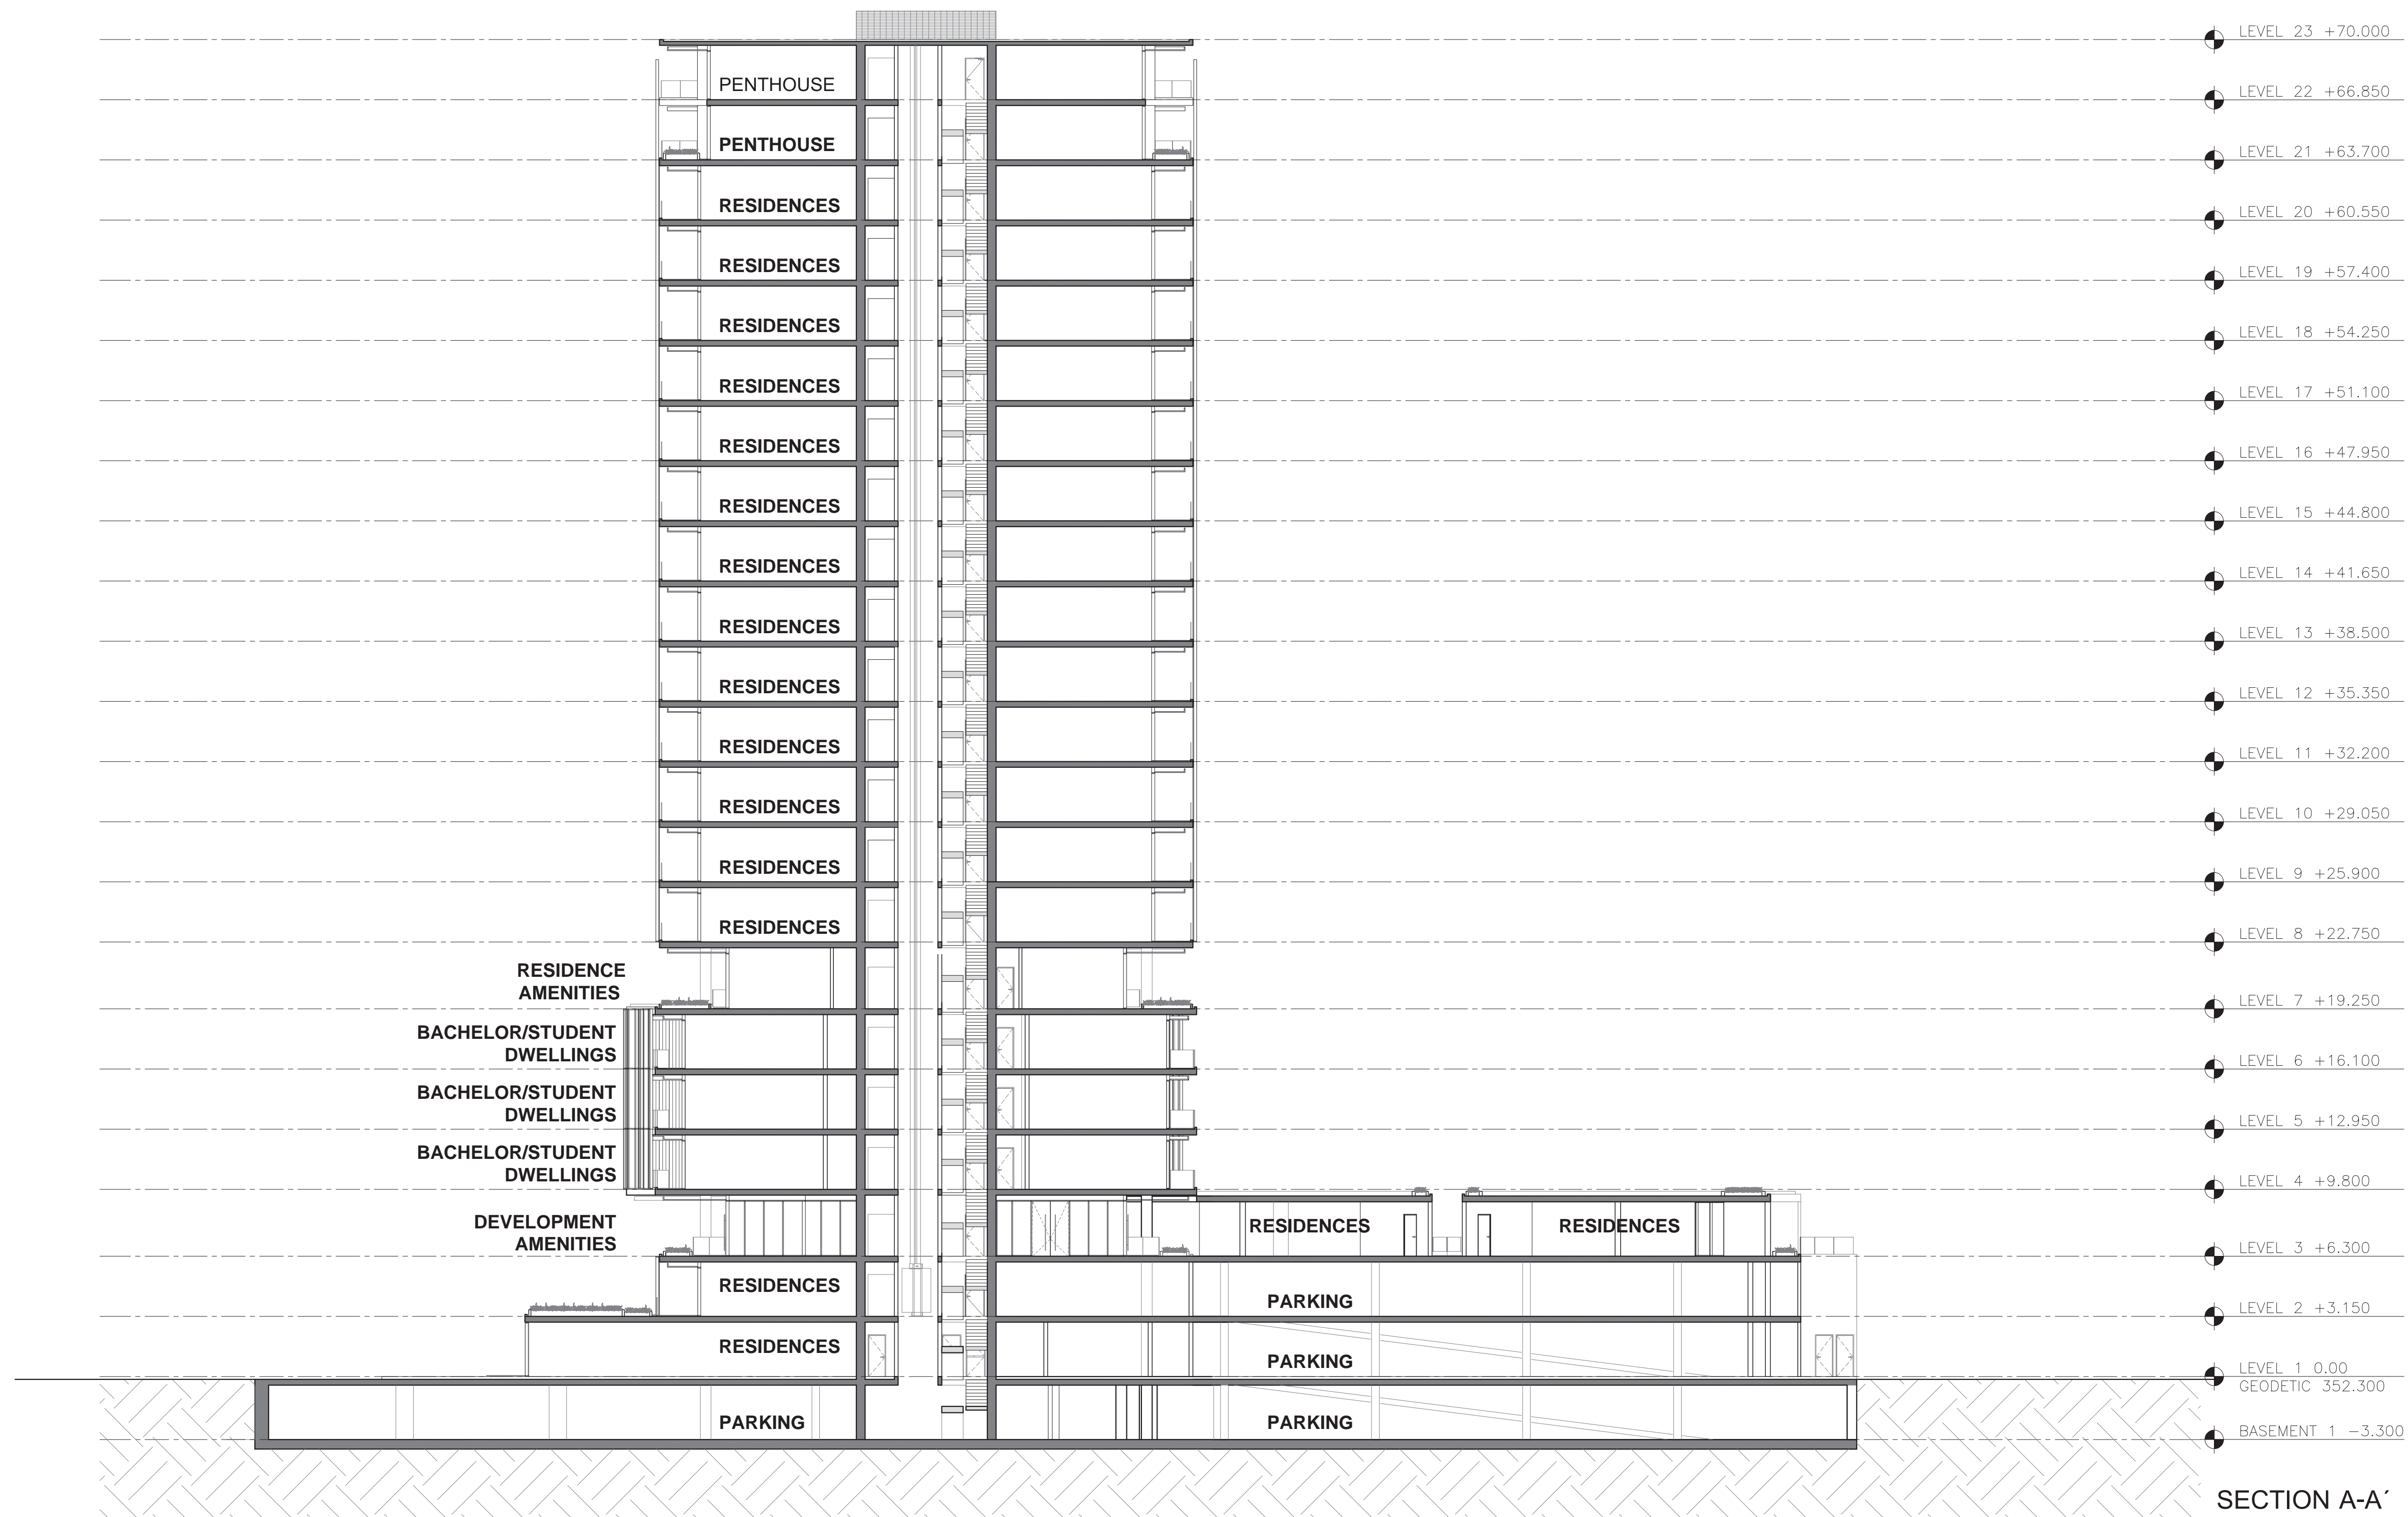 LEVEL 23 +70.000
PENTHOUSE
LEVEL 22 +66.850
PENTHOUSE
LEVEL 21 +63.700
RESIDENCES
LEVEL 20 +60.550
RESIDENCES
LEVEL 19 +57.400
RESIDENCES
LEVEL 18 +54.250
RESIDENCES
LEVEL 17 +51.100
RESIDENCES
LEVEL 16 +47.950
RESIDENCES
LEVEL 15 +44.800
RESIDENCES
LEVEL 14 +41.650
RESIDENCES
LEVEL 13 +38.500
RESIDENCES
LEVEL 12 +35.350
RESIDENCES
LEVEL 11 +32.200
RESIDENCES
LEVEL 10 +29.050
RESIDENCES
LEVEL 9 +25.900
RESIDENCES
LEVEL 8 +22.750
RESIDENCE
AMENITIES
LEVEL 7 +19.250
BACHELOR/STUDENT
DWELLINGS
LEVEL 6 +16.100
BACHELOR/STUDENT
DWELLINGS
LEVEL 5 +12.950
BACHELOR/STUDENT
DWELLINGS
LEVEL 4 +9.800
DEVELOPMENT
AMENITIES
RESIDENCES
RESIDENCES
LEVEL 3 +6.300
RESIDENCES
PARKING
LEVEL 2 +3.150
RESIDENCES
PARKING
LEVEL 1 0.00
GEODETIC 352.300
PARKING
PARKING
BASEMENT 1 −3.300
SECTION A-A´